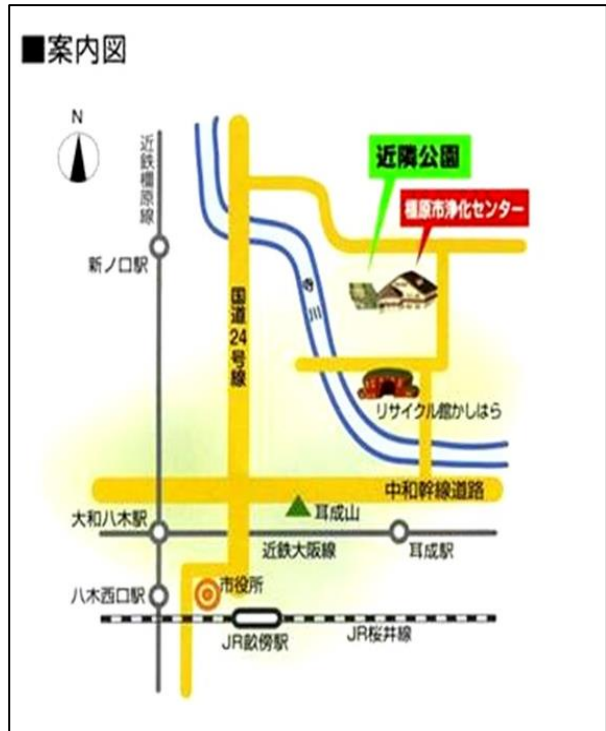 ■案内図
N
近鉄橿原線
近隣公園
橿原市浄化センター
新ノ口駅
国道24号線
寺川
リサイクル館かしはら
中和幹線道路
大和八木駅
耳成山
近鉄大阪線
耳成駅
八木西口駅
市役所
JR畝傍駅
JR桜井線